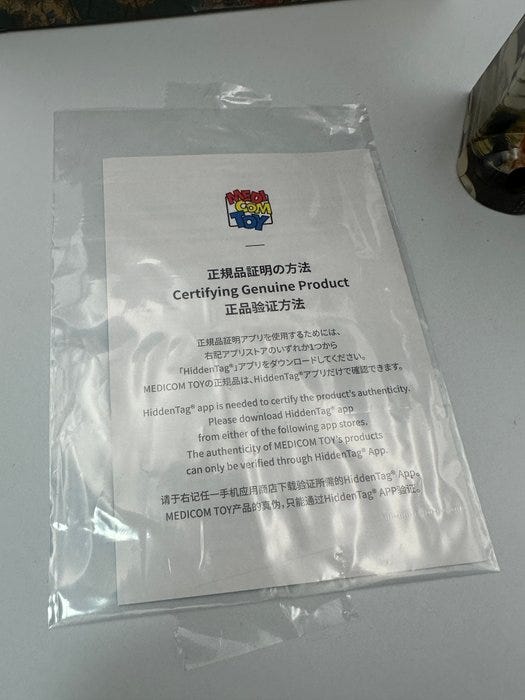 MEDI
COM
TOY
正規品証明の方法
Certifying Genuine Product
正品验证方法
正規品証明アプリを使用するためには、
右記アプリストアのいずれか1つから
「HiddenTag®」アプリをダウンロードしてください。
MEDICOM TOYの正規品は、HiddenTag®アプリだけで確認できます。
HiddenTag® app is needed to certify the product's authenticity.
Please download HiddenTag® app
from either of the following app stores.
The authenticity of MEDICOM TOY's products
can only be verified through HiddenTag® App.
请于右记任一手机应用商店下载验证所需的HiddenTag® App。
MEDICOM TOY产品的真伪，只能通过HiddenTag® APP验证。